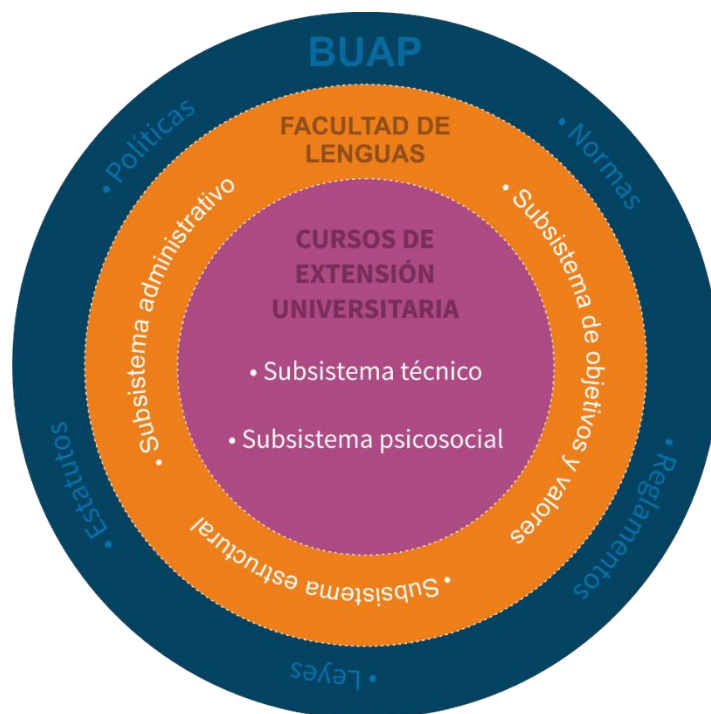 BUAP
• Políticas
• Normas
• Reglamentos
• Leyes
• Estatutos
FACULTAD DE
LENGUAS
• Subsistema administrativo
• Subsistema de objetivos y valores
• Subsistema estructural
CURSOS DE
EXTENSIÓN
UNIVERSITARIA
• Subsistema técnico
• Subsistema psicosocial